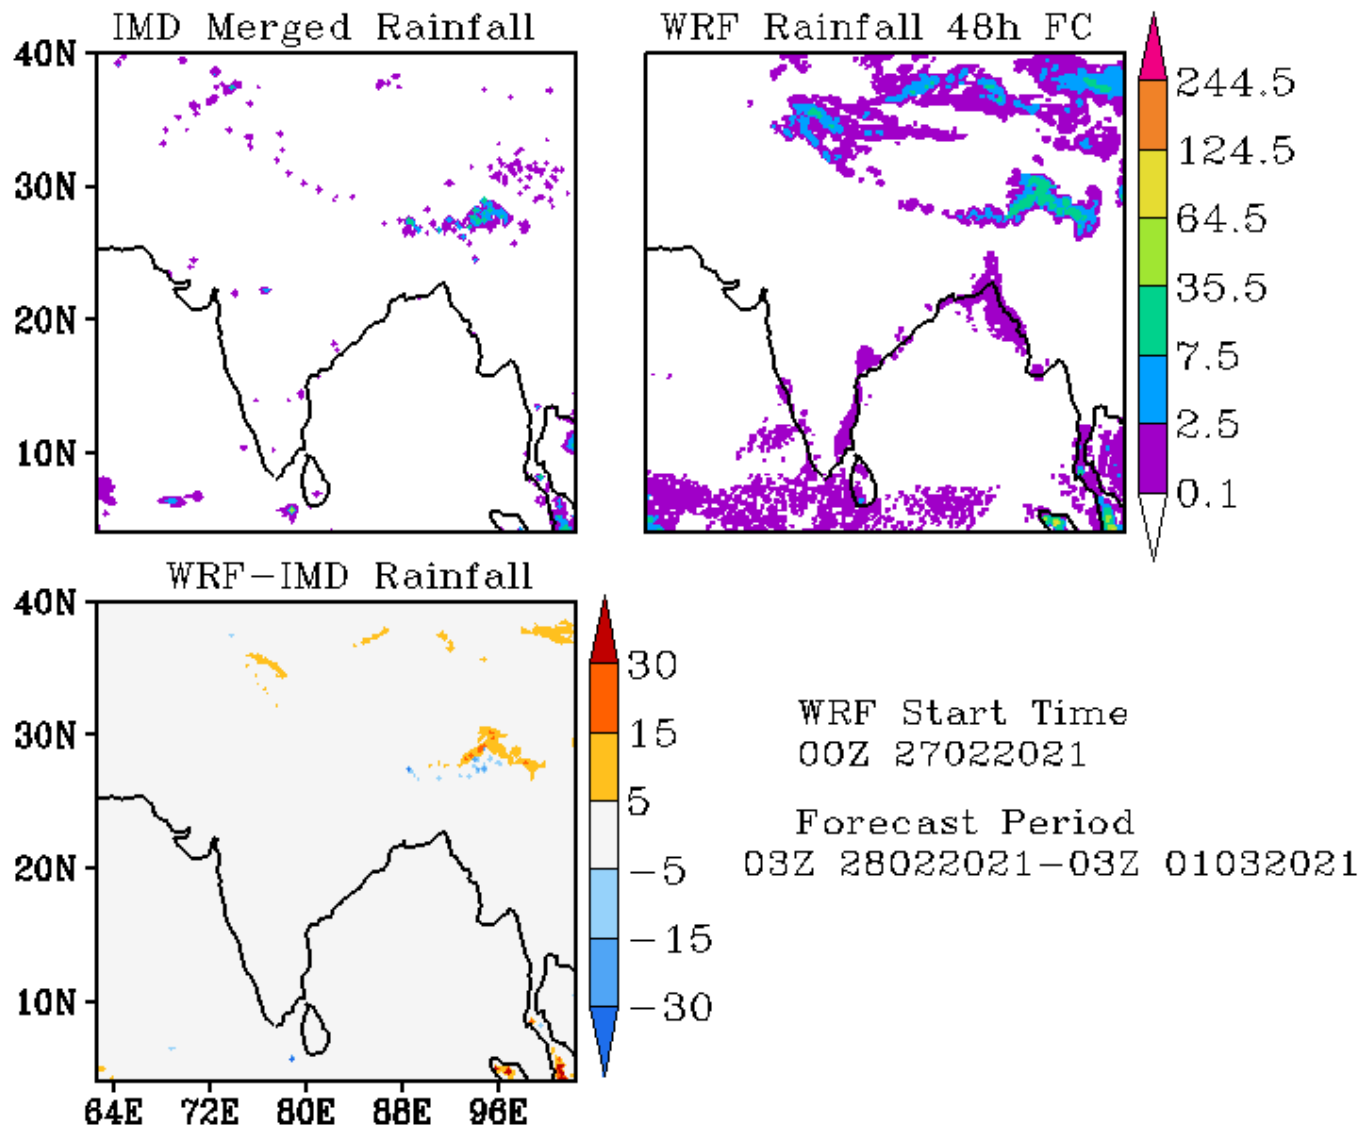 IMD Merged Rainfall
WRF Rainfall 48h FC
40N
30N
20N
10N
244.5
124.5
64.5
35.5
7.5
2.5
0.1
WRF-IMD Rainfall
40N
30N
20N
10N
64E 72E 80E 88E 96E
30
15
5
-5
-15
-30
WRF Start Time
00Z 27022021
Forecast Period
03Z 28022021-03Z 01032021